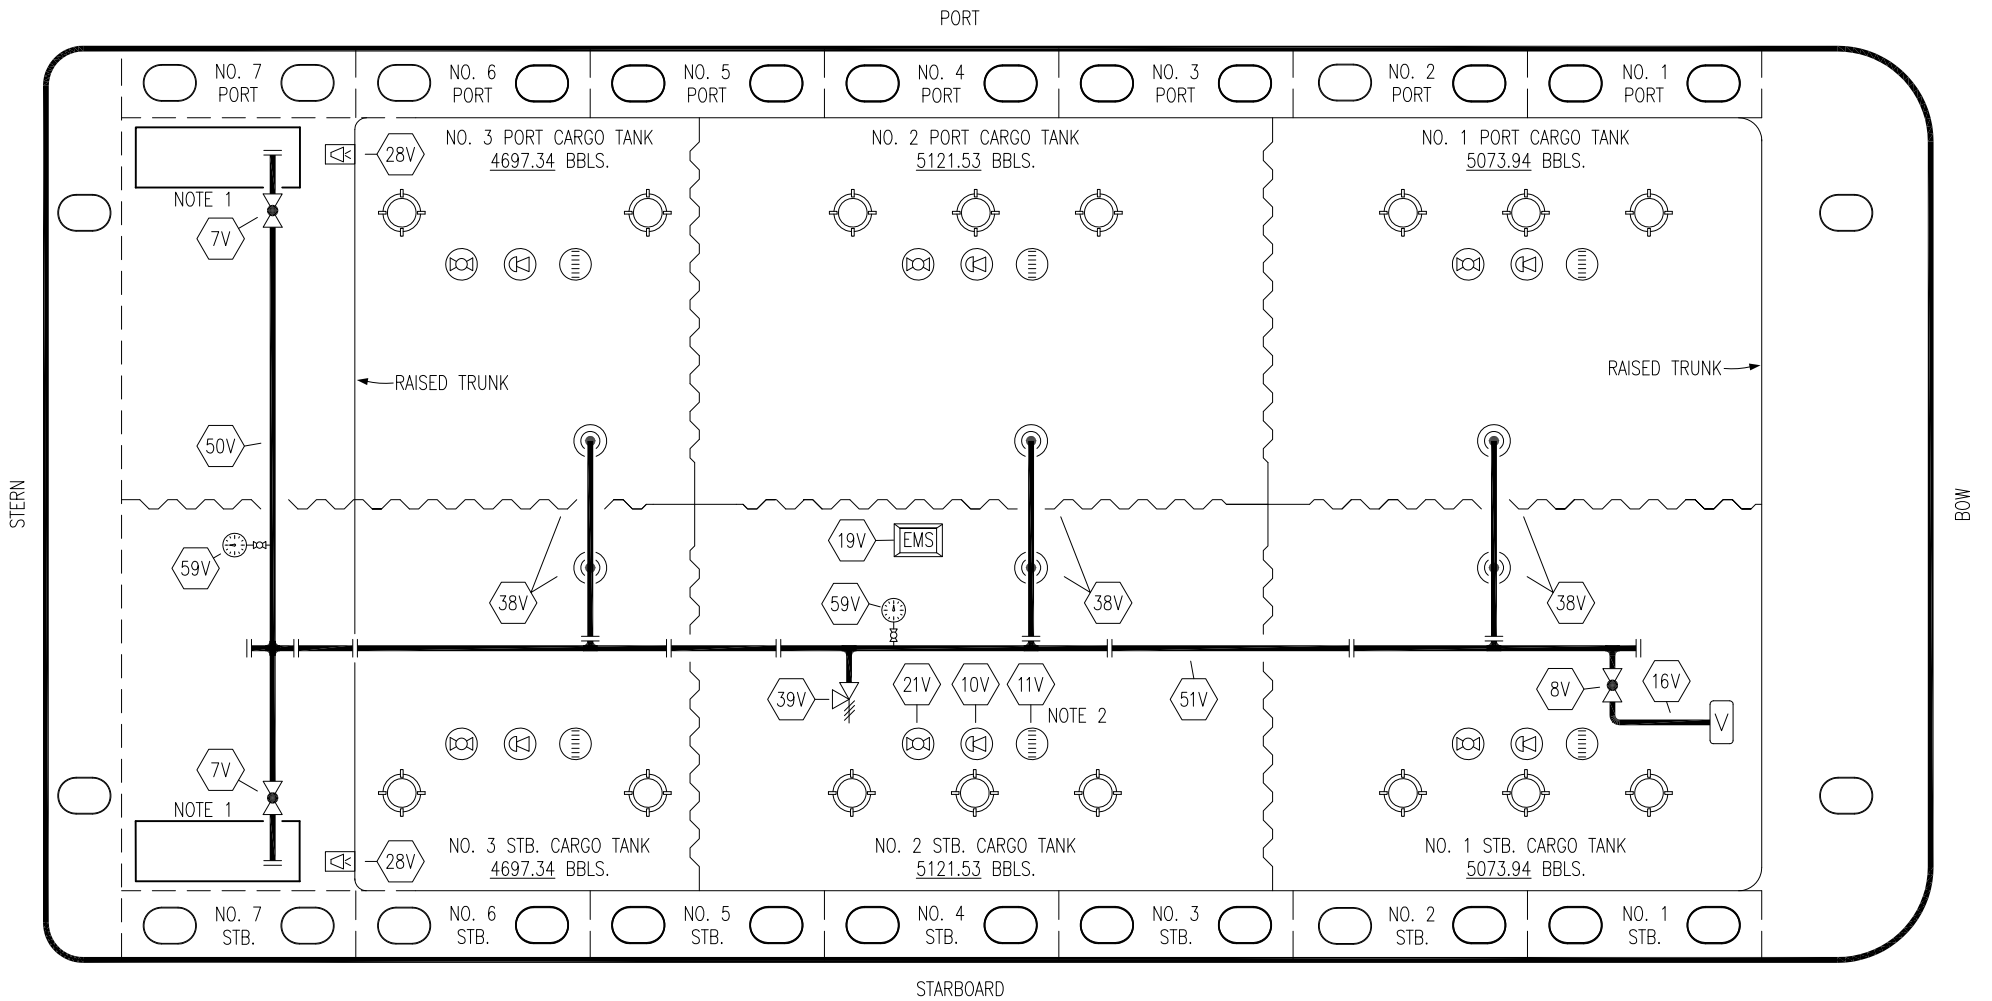 PORT
NO. 7
PORT
NO. 6
PORT
NO. 5
PORT
NO. 4
PORT
NO. 3
PORT
NO. 2
PORT
NO. 1
PORT
NO. 3 PORT CARGO TANK
4697.34 BBLS.
NO. 2 PORT CARGO TANK
5121.53 BBLS.
NO. 1 PORT CARGO TANK
5073.94 BBLS.
28V
NOTE 1
7V
RAISED TRUNK
RAISED TRUNK
50V
STERN
BOW
19V
EMS
59V
38V
59V
38V
38V
39V
21V
10V
11V
NOTE 2
51V
8V
16V
V
7V
NOTE 1
28V
NO. 3 STB. CARGO TANK
4697.34 BBLS.
NO. 2 STB. CARGO TANK
5121.53 BBLS.
NO. 1 STB. CARGO TANK
5073.94 BBLS.
NO. 7
STB.
NO. 6
STB.
NO. 5
STB.
NO. 4
STB.
NO. 3
STB.
NO. 2
STB.
NO. 1
STB.
STARBOARD